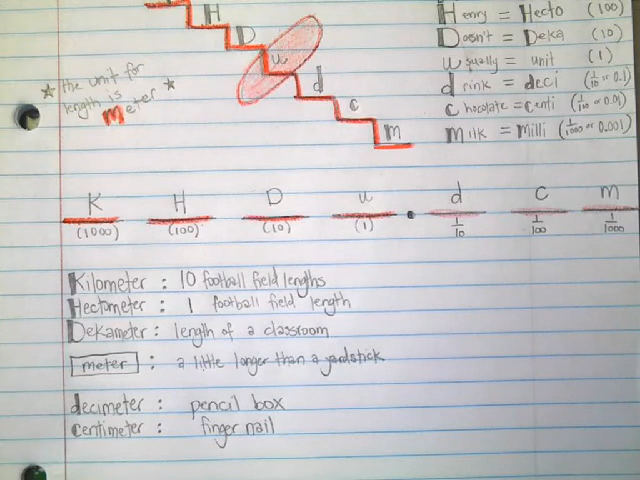 H
Henry = Hecto (100)
D
Doesn't = Deka (10)
u
usually = unit (1)
☆ the unit for ☆
length is
meter
d
drink = deci (1/10 or 0.1)
c
chocolate = centi (1/100 or 0.01)
m
milk = milli (1/1000 or 0.001)
K H D u . d c m
(1000) (100) (10) (1) 1/10 1/100 1/1000
Kilometer : 10 football field lengths
Hectometer : 1 football field length
Dekameter : length of a classroom
meter : a little longer than a yardstick
decimeter : pencil box
centimeter : finger nail